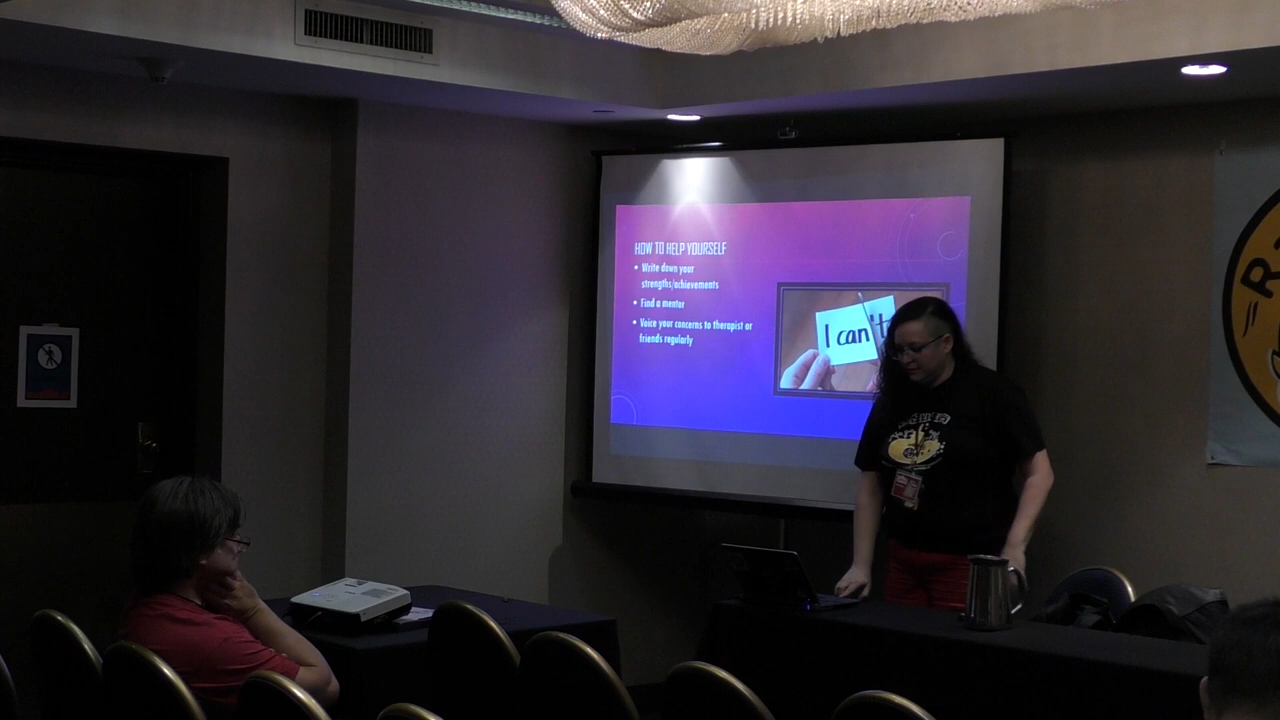 HOW TO HELP YOURSELF
• Write down your
strengths/achievements
• Find a mentor
• Voice your concerns to therapist or
friends regularly
I can't
R